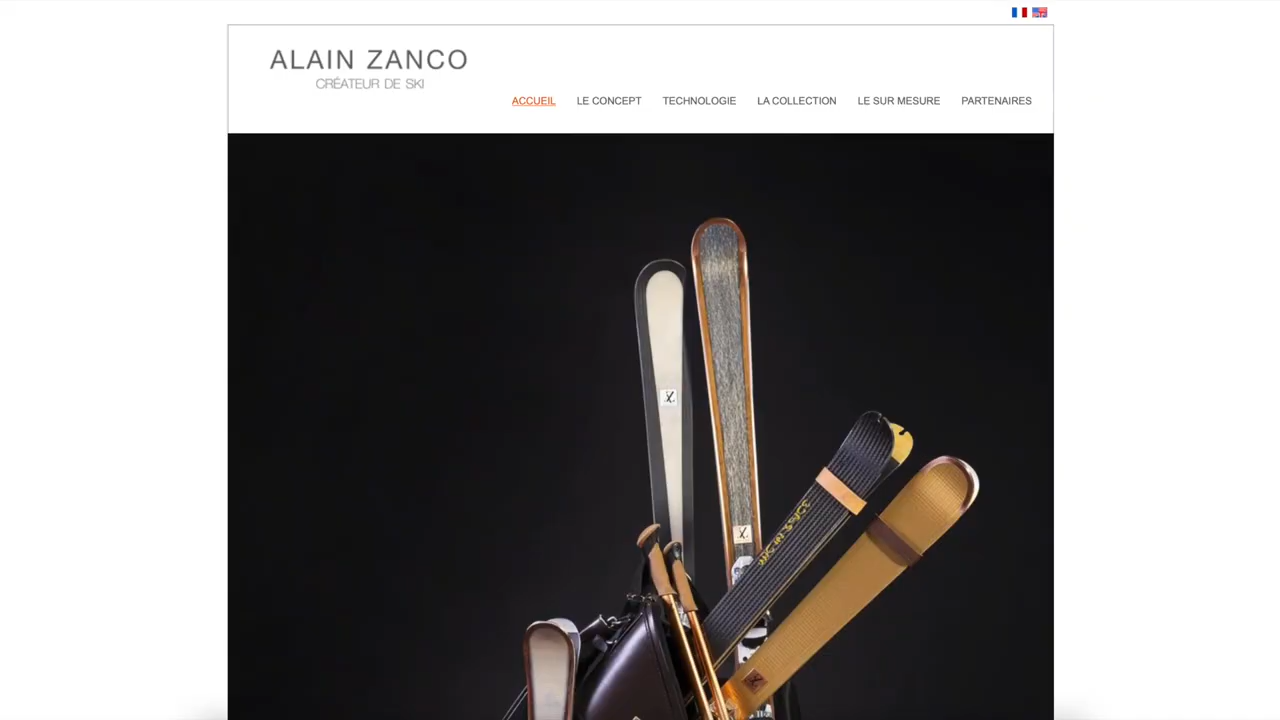 ALAIN ZANCO
CRÉATEUR DE SKI
ACCUEIL LE CONCEPT TECHNOLOGIE LA COLLECTION LE SUR MESURE PARTENAIRES